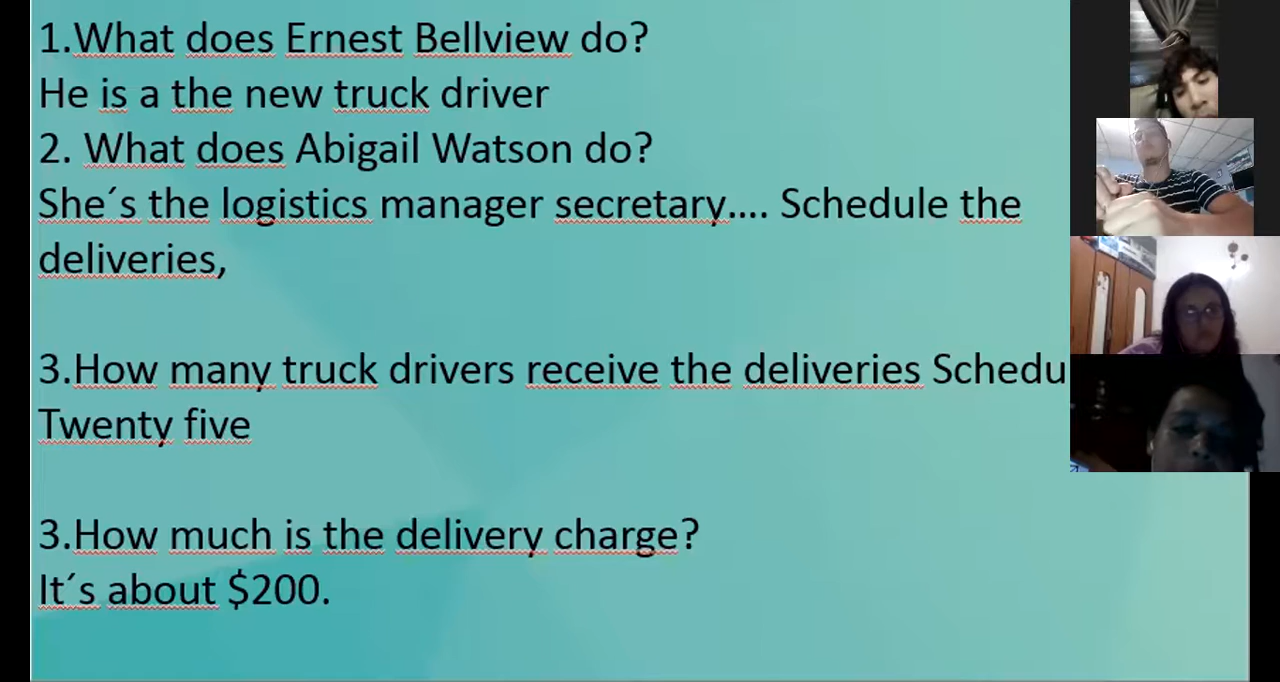 1.What does Ernest Bellview do?
He is a the new truck driver
2. What does Abigail Watson do?
She´s the logistics manager secretary.... Schedule the
deliveries,
3.How many truck drivers receive the deliveries Schedu
Twenty five
3.How much is the delivery charge?
It´s about $200.